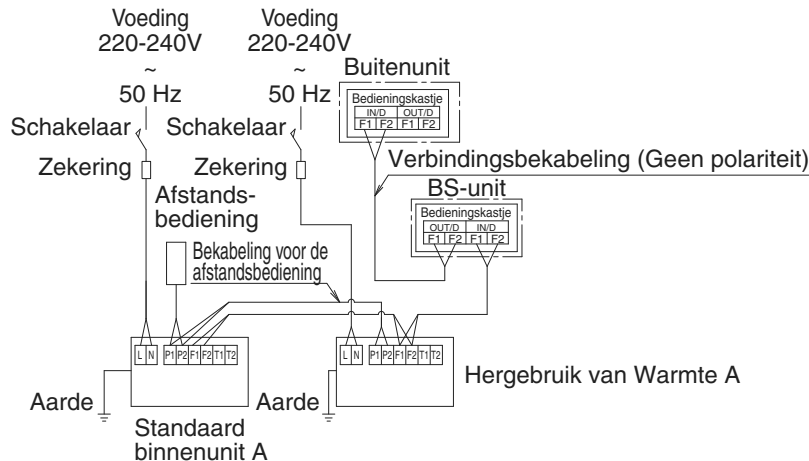 Voeding
220-240V
~
50 Hz
Schakelaar
Zekering
Voeding
220-240V
~
50 Hz
Schakelaar
Zekering
Buitenunit
Bedieningskastje
IN/D OUT/D
F1 F2 F1 F2
Verbindingsbekabeling (Geen polariteit)
BS-unit
Bedieningskastje
OUT/D IN/D
F1 F2 F1 F2
Afstands-
bediening
Bekabeling voor de
afstandsbediening
L N P1 P2 F1 F2 T1 T2
Aarde
Standaard
binnenunit A
L N P1 P2 F1 F2 T1 T2
Aarde
Hergebruik van Warmte A